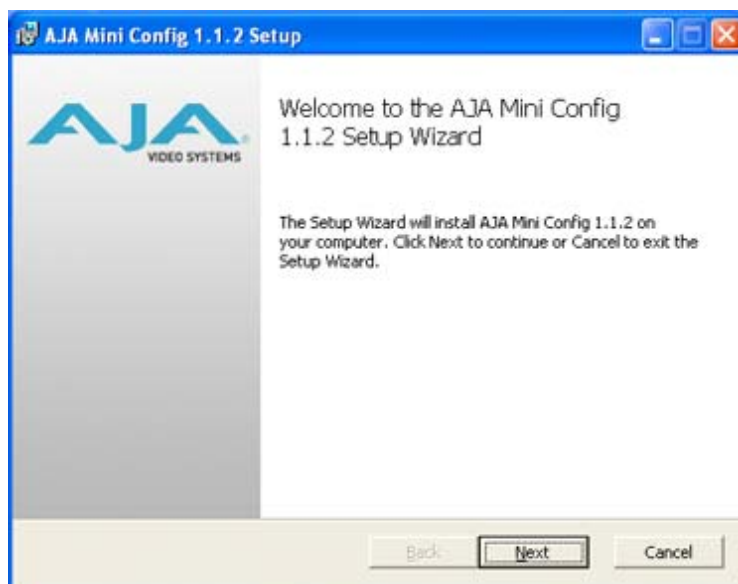 AJA Mini Config 1.1.2 Setup
AJA
VIDEO SYSTEMS
Welcome to the AJA Mini Config
1.1.2 Setup Wizard
The Setup Wizard will install AJA Mini Config 1.1.2 on
your computer. Click Next to continue or Cancel to exit the
Setup Wizard.
Back
Next
Cancel